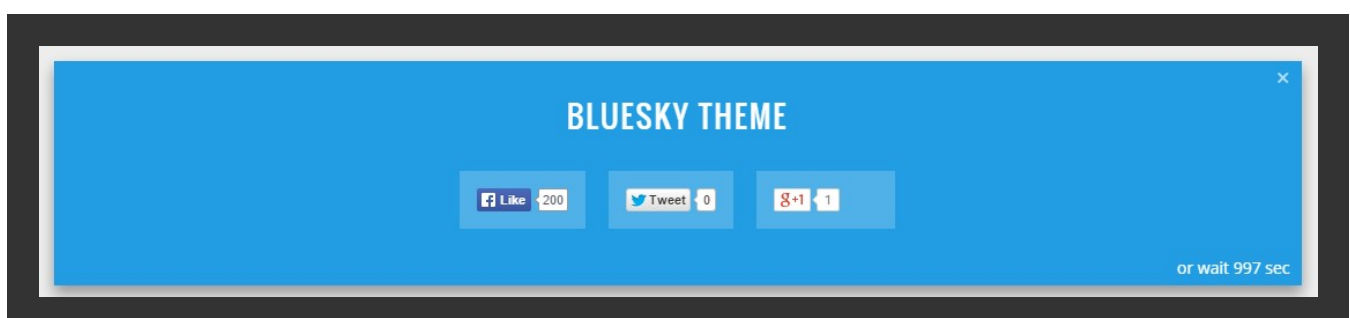 ×
BLUESKY THEME
Like 200 Tweet 0 g+1 1
or wait 997 sec